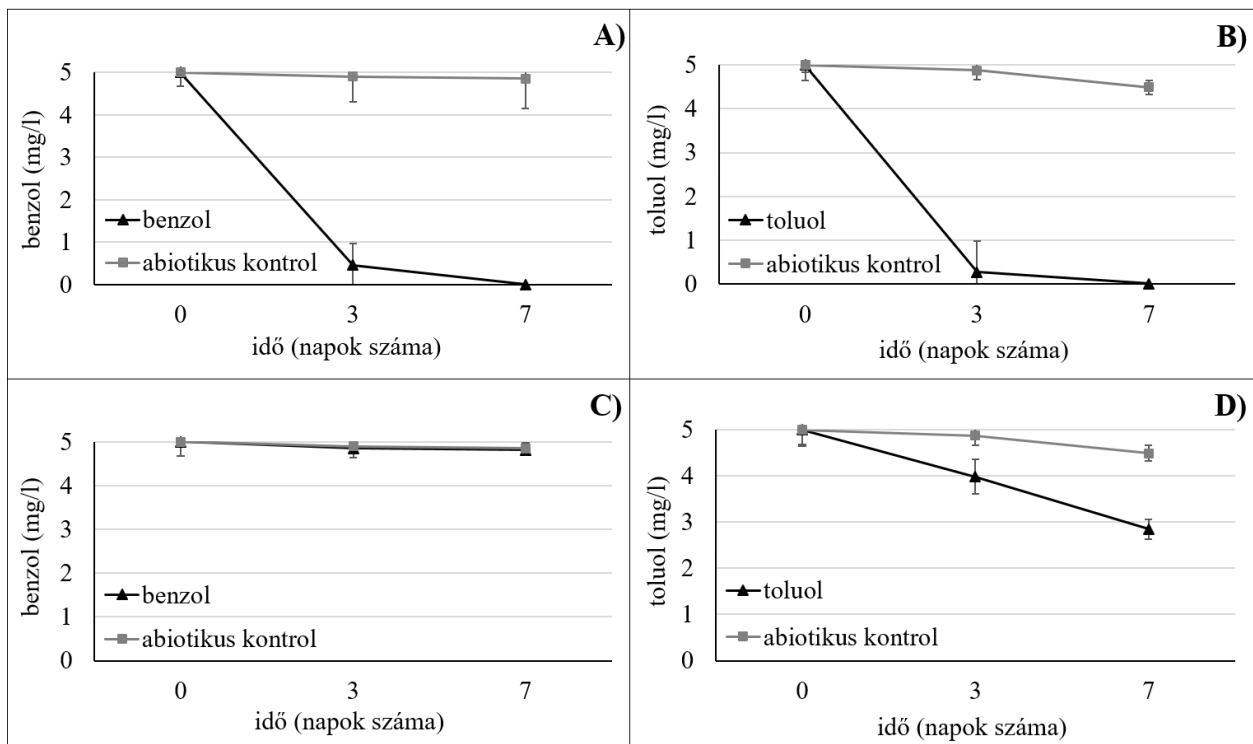 A)
benzol (mg/l)
5
4
3
2
1
0
benzol
abiotikus kontrol
0 3 7
idő (napok száma)
B)
toluol (mg/l)
5
4
3
2
1
0
toluol
abiotikus kontrol
0 3 7
idő (napok száma)
C)
benzol (mg/l)
5
4
3
2
1
0
benzol
abiotikus kontrol
0 3 7
idő (napok száma)
D)
toluol (mg/l)
5
4
3
2
1
0
toluol
abiotikus kontrol
0 3 7
idő (napok száma)